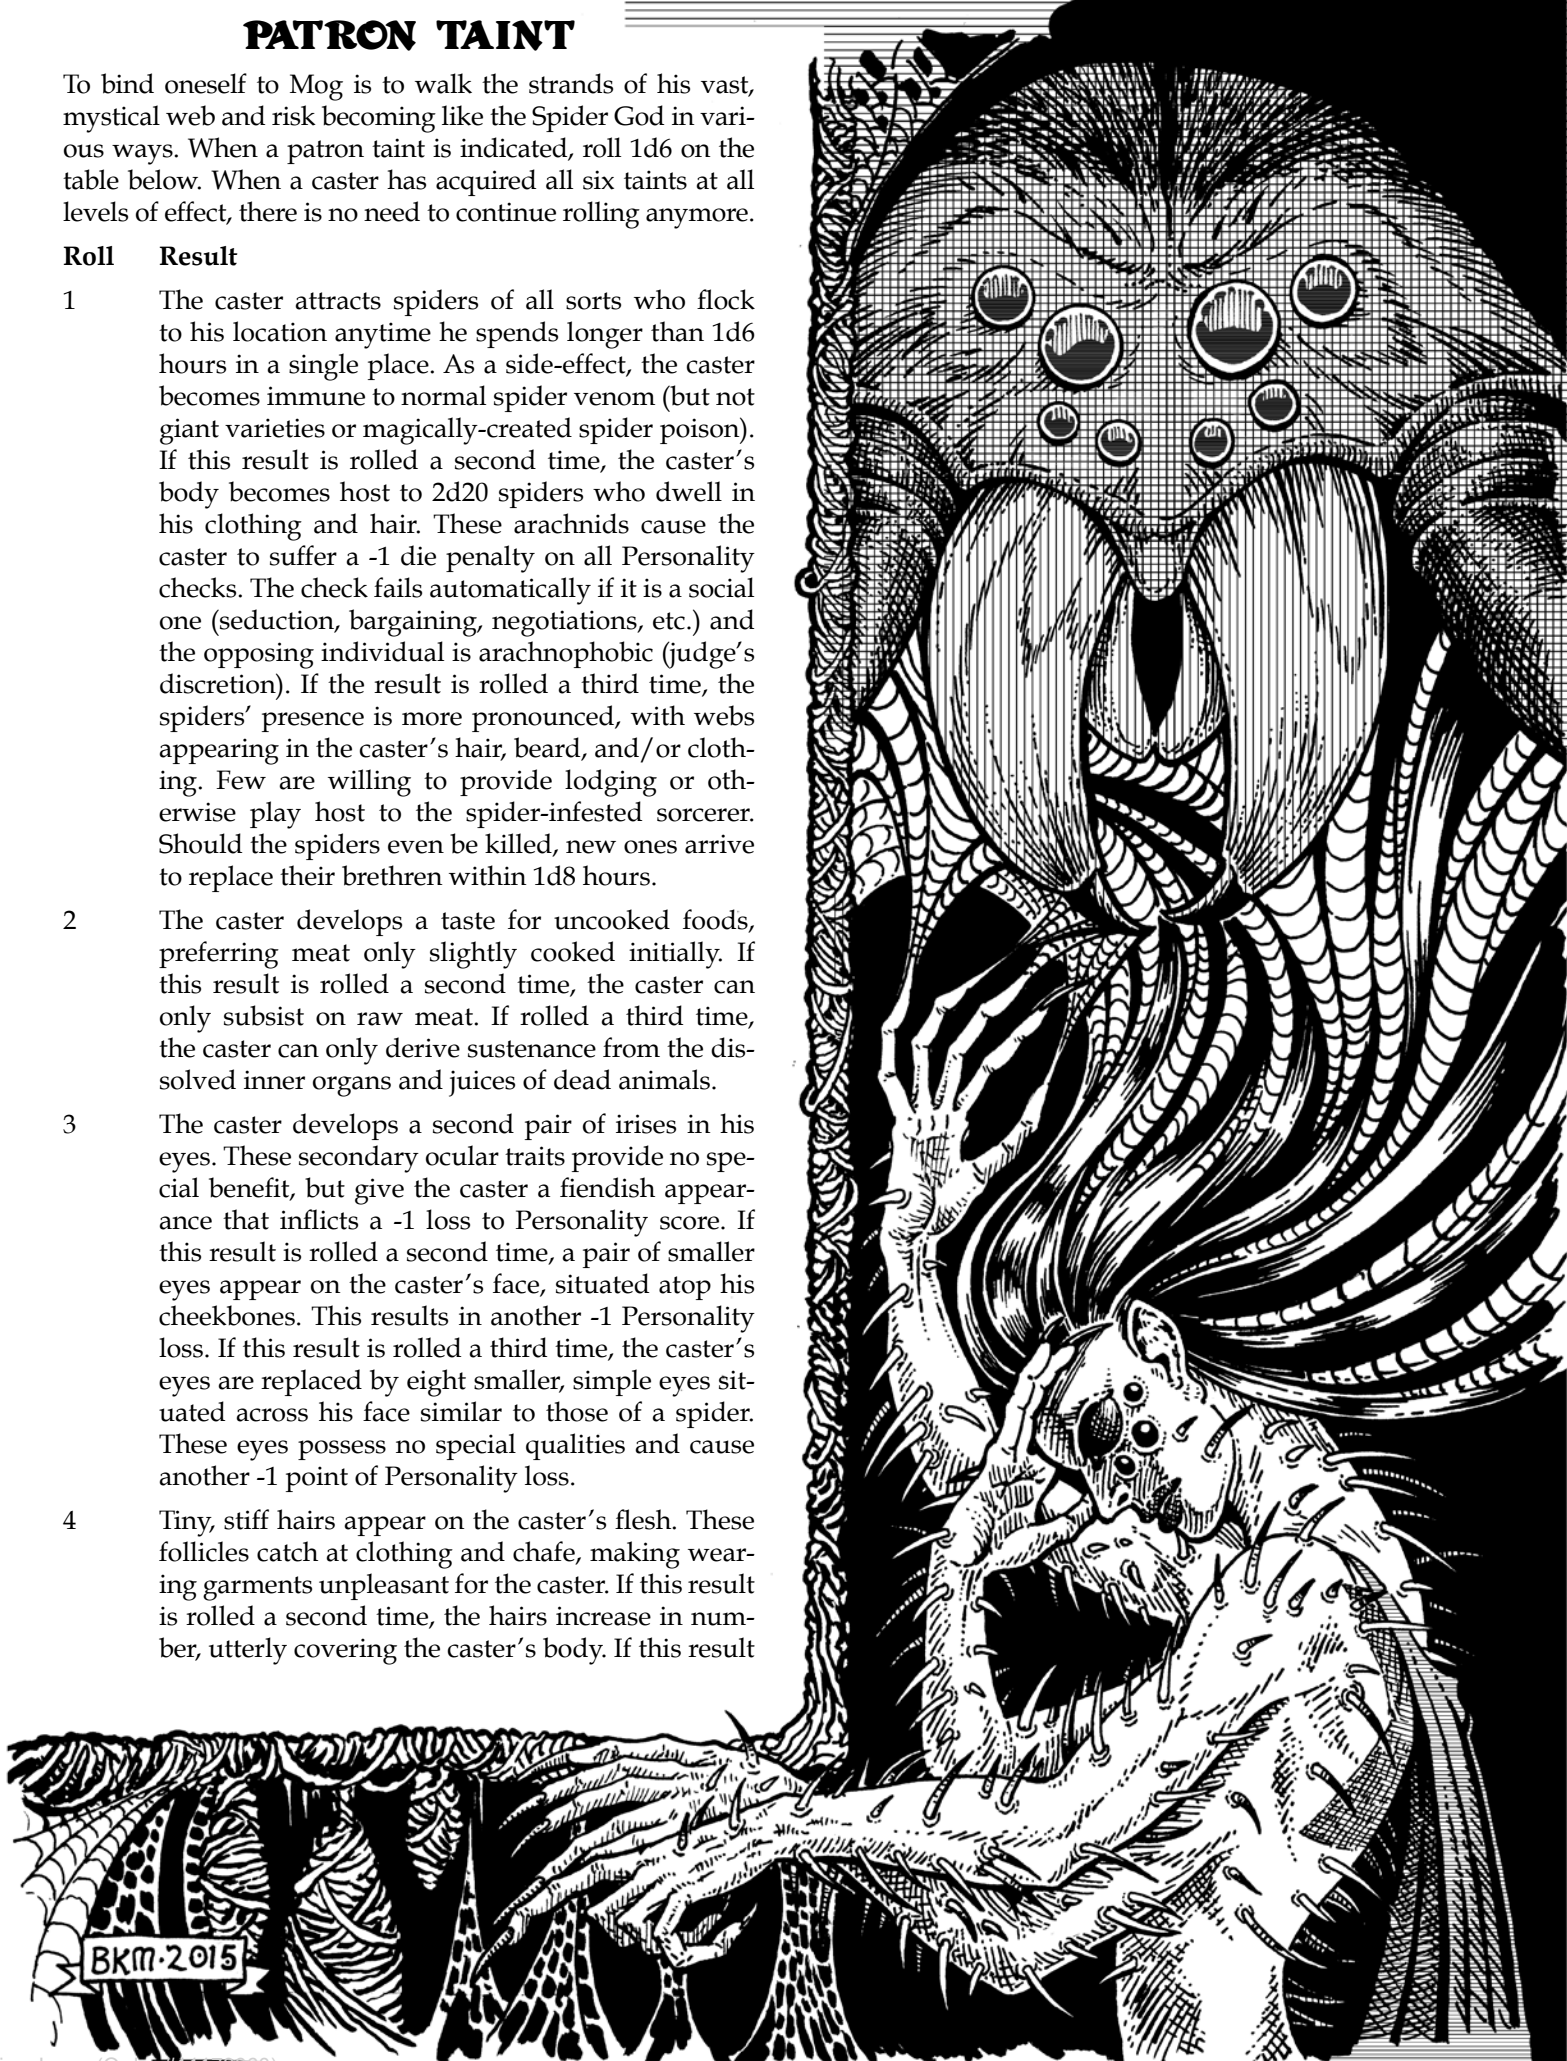 PATRON TAINT
To bind oneself to Mog is to walk the strands of his vast,
mystical web and risk becoming like the Spider God in vari-
ous ways. When a patron taint is indicated, roll 1d6 on the
table below. When a caster has acquired all six taints at all
levels of effect, there is no need to continue rolling anymore.
Roll Result
1 The caster attracts spiders of all sorts who flock
to his location anytime he spends longer than 1d6
hours in a single place. As a side-effect, the caster
becomes immune to normal spider venom (but not
giant varieties or magically-created spider poison).
If this result is rolled a second time, the caster’s
body becomes host to 2d20 spiders who dwell in
his clothing and hair. These arachnids cause the
caster to suffer a -1 die penalty on all Personality
checks. The check fails automatically if it is a social
one (seduction, bargaining, negotiations, etc.) and
the opposing individual is arachnophobic (judge’s
discretion). If the result is rolled a third time, the
spiders’ presence is more pronounced, with webs
appearing in the caster’s hair, beard, and/or cloth-
ing. Few are willing to provide lodging or oth-
erwise play host to the spider-infested sorcerer.
Should the spiders even be killed, new ones arrive
to replace their brethren within 1d8 hours.
2 The caster develops a taste for uncooked foods,
preferring meat only slightly cooked initially. If
this result is rolled a second time, the caster can
only subsist on raw meat. If rolled a third time,
the caster can only derive sustenance from the dis-
solved inner organs and juices of dead animals.
3 The caster develops a second pair of irises in his
eyes. These secondary ocular traits provide no spe-
cial benefit, but give the caster a fiendish appear-
ance that inflicts a -1 loss to Personality score. If
this result is rolled a second time, a pair of smaller
eyes appear on the caster’s face, situated atop his
cheekbones. This results in another -1 Personality
loss. If this result is rolled a third time, the caster’s
eyes are replaced by eight smaller, simple eyes sit-
uated across his face similar to those of a spider.
These eyes possess no special qualities and cause
another -1 point of Personality loss.
4 Tiny, stiff hairs appear on the caster’s flesh. These
follicles catch at clothing and chafe, making wear-
ing garments unpleasant for the caster. If this result
is rolled a second time, the hairs increase in num-
ber, utterly covering the caster’s body. If this result
BKM·2015